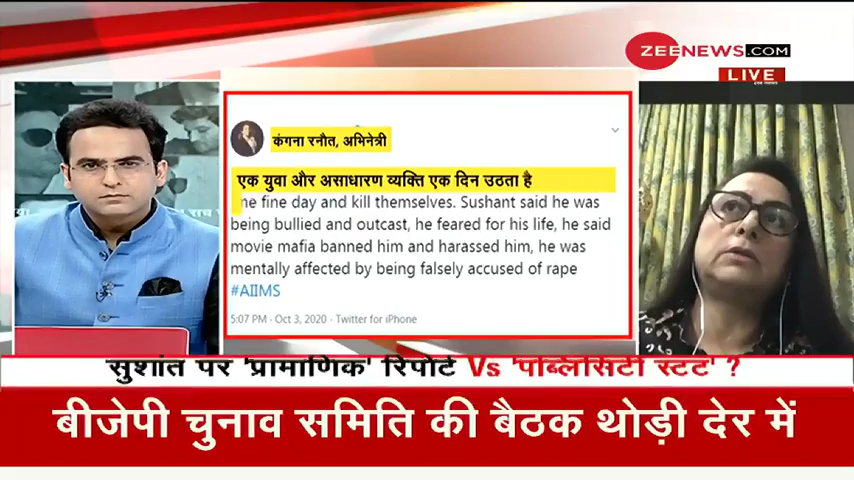 ZEENEWS.COM
LIVE
कंगना रनौत, अभिनेत्री
एक युवा और असाधारण व्यक्ति एक दिन उठता है
fine day and kill themselves. Sushant said he was
being bullied and outcast, he feared for his life, he said
movie mafia banned him and harassed him, he was
mentally affected by being falsely accused of rape
#AIIMS
5:07 PM - Oct 3, 2020 - Twitter for iPhone
सुशांत पर 'प्रामाणिक' रिपोर्ट Vs 'पब्लिसिटी स्टंट' ?
बीजेपी चुनाव समिति की बैठक थोड़ी देर में